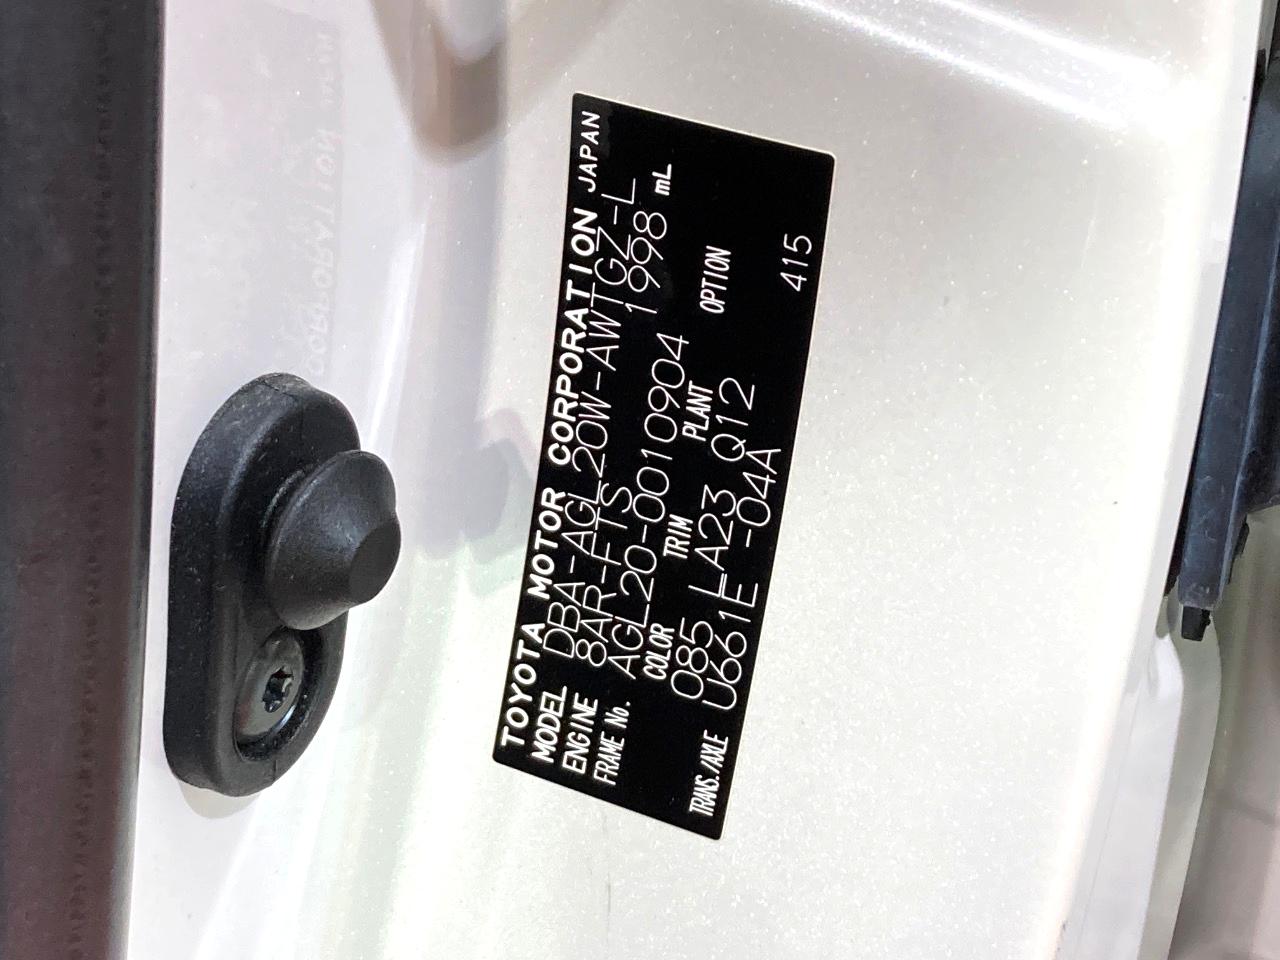 TOYOTA MOTOR CORPORATION JAPAN
MODEL DBA-AGL20W-AWTGZ-L
ENGINE 8AR-FTS 1998 mL
FRAME No. AGL20-0010904
COLOR TRIM PLANT OPTION
085 LA23 Q12
TRANS./AXLE U661E -04A 415